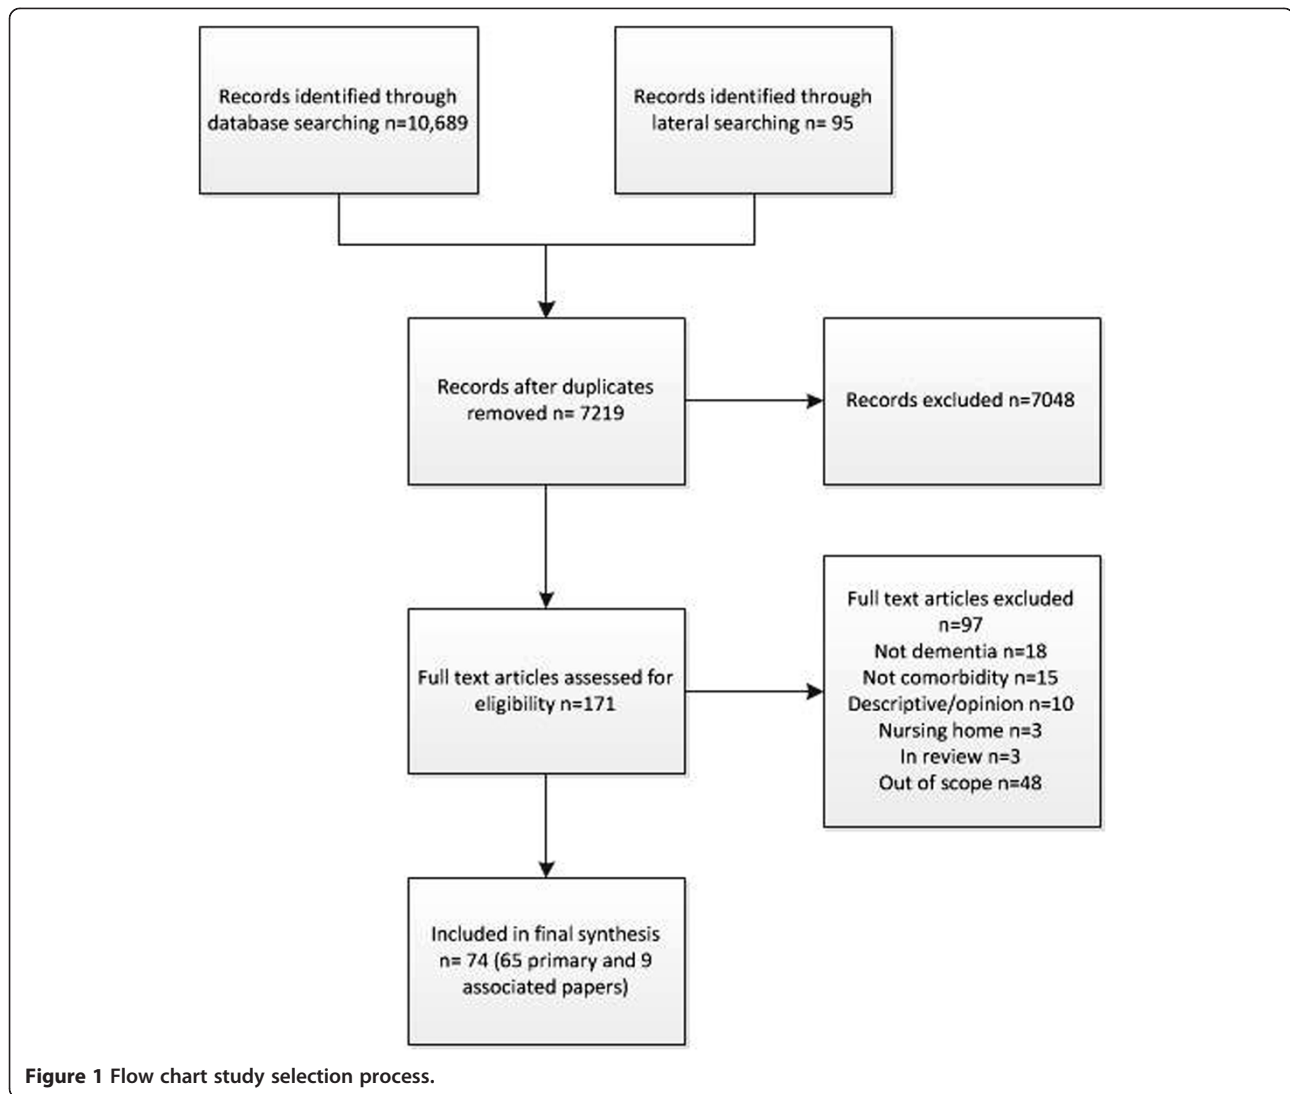 Records identified through
database searching n=10,689
Records identified through
lateral searching n= 95
Records after duplicates
removed n= 7219
Records excluded n=7048
Full text articles assessed for
eligibility n=171
Full text articles excluded
n=97
Not dementia n=18
Not comorbidity n=15
Descriptive/opinion n=10
Nursing home n=3
In review n=3
Out of scope n=48
Included in final synthesis
n= 74 (65 primary and 9
associated papers)
Figure 1 Flow chart study selection process.